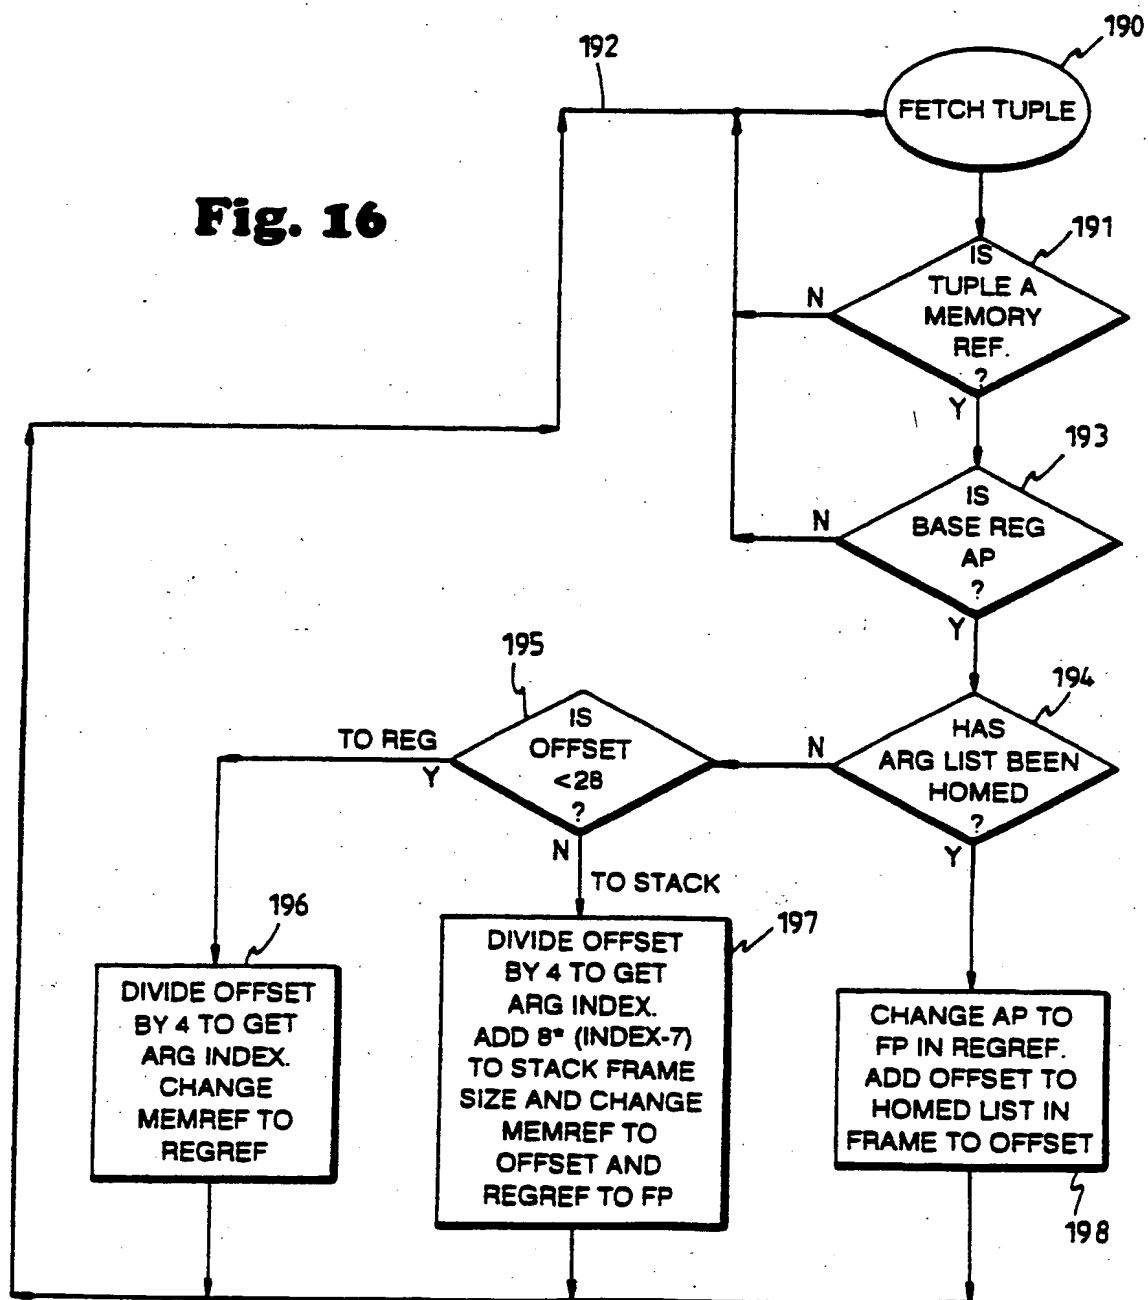 190
192
FETCH TUPLE
Fig. 16
191
IS
TUPLE A
MEMORY
REF.
?
N
Y
193
IS
BASE REG
AP
?
N
Y
195
194
IS
OFFSET
<28
?
TO REG
Y
N
TO STACK
HAS
ARG LIST BEEN
HOMED
?
N
Y
196
DIVIDE OFFSET
BY 4 TO GET
ARG INDEX.
CHANGE
MEMREF TO
REGREF
197
DIVIDE OFFSET
BY 4 TO GET
ARG INDEX.
ADD 8* (INDEX-7)
TO STACK FRAME
SIZE AND CHANGE
MEMREF TO
OFFSET AND
REGREF TO FP
CHANGE AP TO
FP IN REGREF.
ADD OFFSET TO
HOMED LIST IN
FRAME TO OFFSET
198